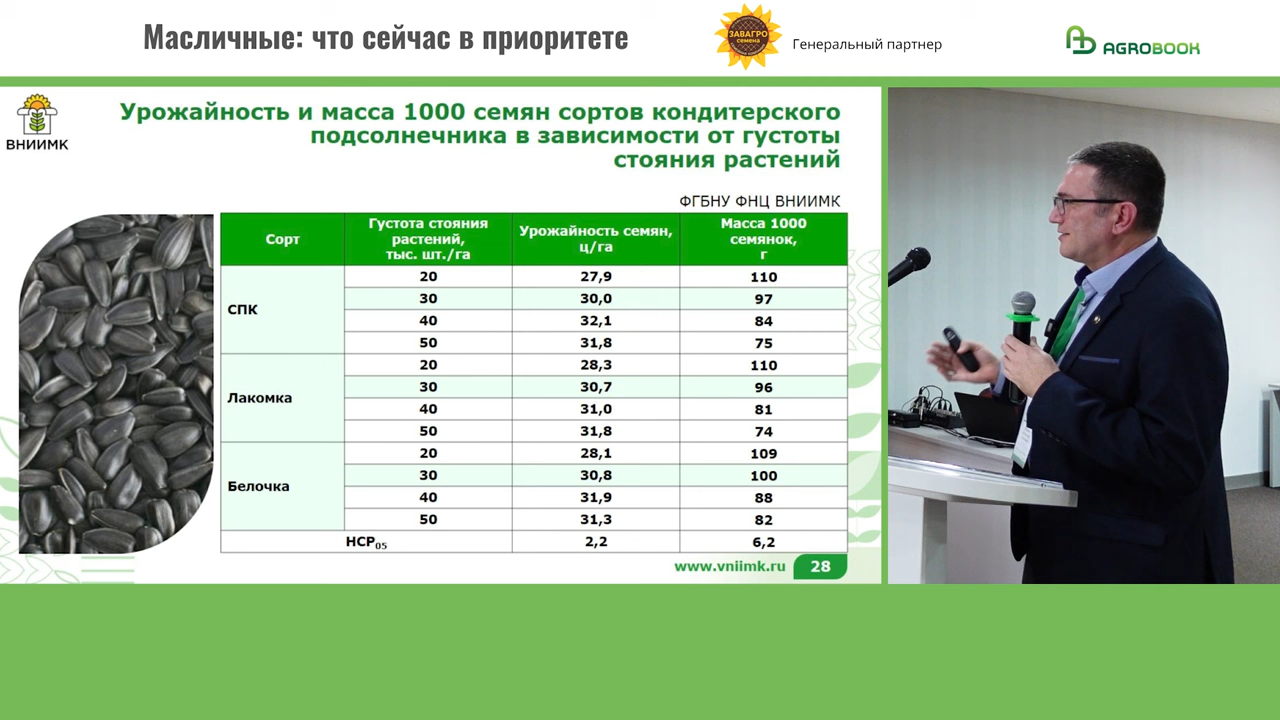 Масличные: что сейчас в приоритете
ЗАВАГРО
семена
Генеральный партнер
AGROBOOK
ВНИИМК
Урожайность и масса 1000 семян сортов кондитерского
подсолнечника в зависимости от густоты
стояния растений
ФГБНУ ФНЦ ВНИИМК
Сорт
Густота стояния
растений,
тыс. шт./га
Урожайность семян,
ц/га
Масса 1000
семянок,
г
СПК
20 27,9 110
30 30,0 97
40 32,1 84
50 31,8 75
Лакомка
20 28,3 110
30 30,7 96
40 31,0 81
50 31,8 74
Белочка
20 28,1 109
30 30,8 100
40 31,9 88
50 31,3 82
НСР05 2,2 6,2
www.vniimk.ru 28